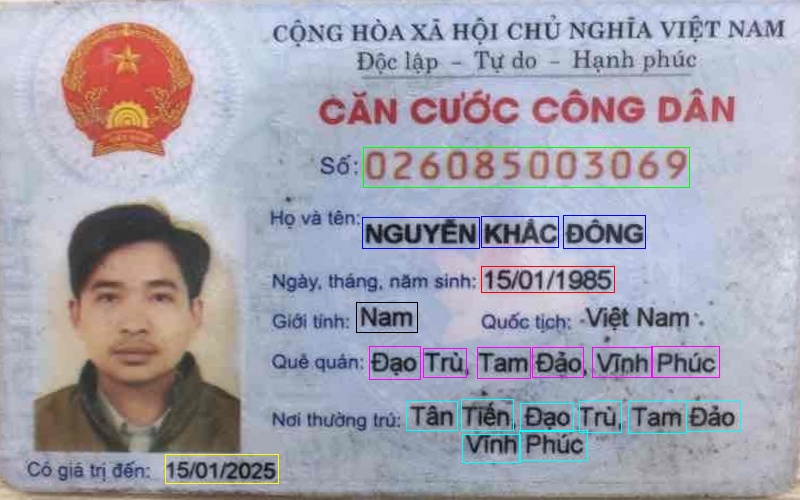 CỘNG HÒA XÃ HỘI CHỦ NGHĨA VIỆT NAM
Độc lập - Tự do - Hạnh phúc
CĂN CƯỚC CÔNG DÂN
Số: 026085003069
Họ và tên: NGUYỄN KHẮC ĐÔNG
Ngày, tháng, năm sinh: 15/01/1985
Giới tính: Nam Quốc tịch: Việt Nam
Quê quán: Đạo Trù, Tam Đảo, Vĩnh Phúc
Nơi thường trú: Tân Tiến, Đạo Trù, Tam Đảo
Vĩnh Phúc
Có giá trị đến: 15/01/2025